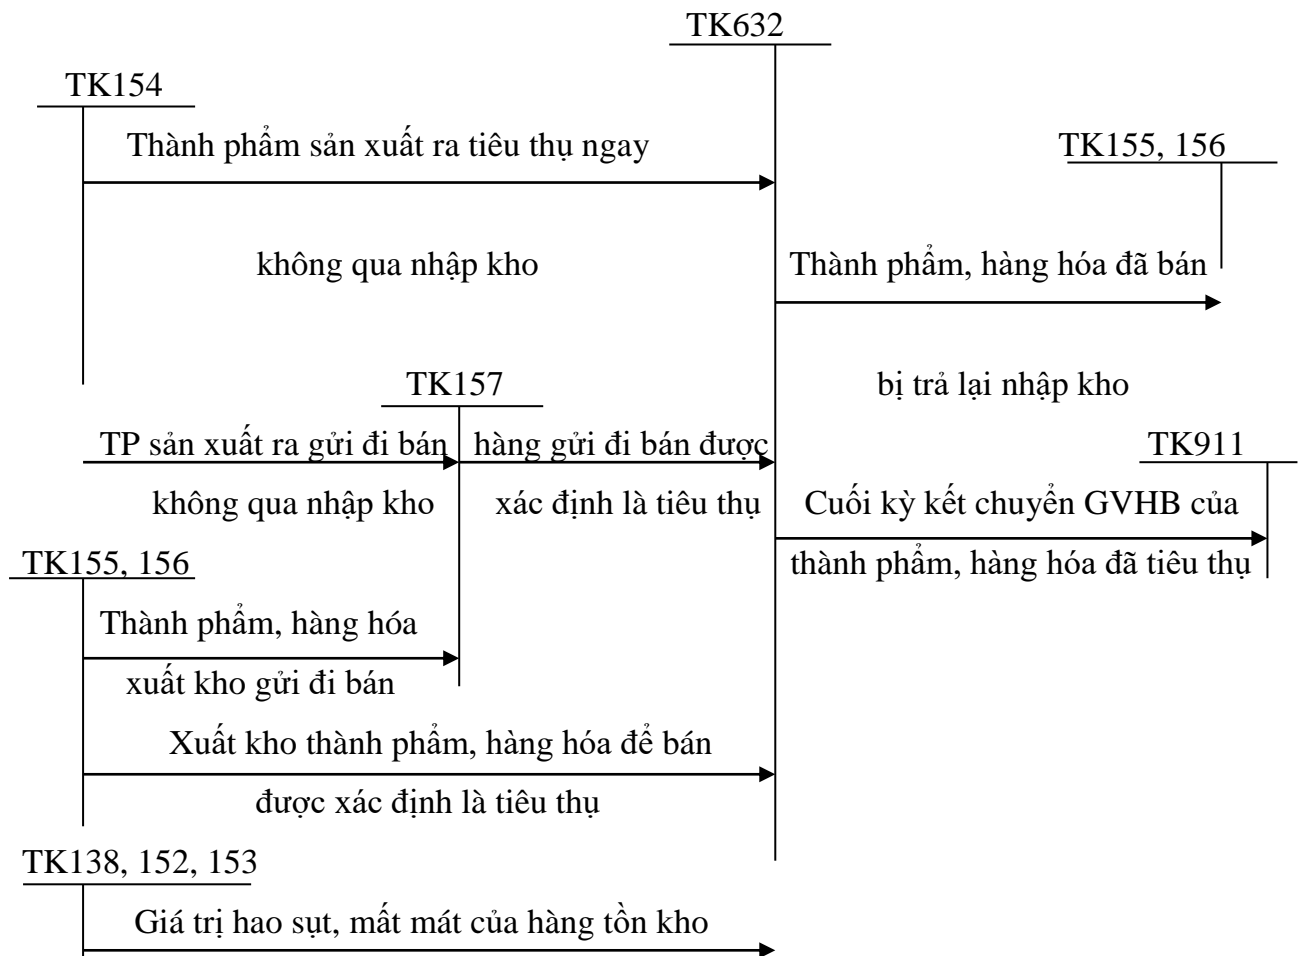 TK632
TK154
Thành phẩm sản xuất ra tiêu thụ ngay
TK155, 156
không qua nhập kho
Thành phẩm, hàng hóa đã bán
TK157
bị trả lại nhập kho
TP sản xuất ra gửi đi bán
hàng gửi đi bán được
TK911
không qua nhập kho
xác định là tiêu thụ
Cuối kỳ kết chuyển GVHB của
TK155, 156
thành phẩm, hàng hóa đã tiêu thụ
Thành phẩm, hàng hóa
xuất kho gửi đi bán
Xuất kho thành phẩm, hàng hóa để bán
được xác định là tiêu thụ
TK138, 152, 153
Giá trị hao sụt, mất mát của hàng tồn kho